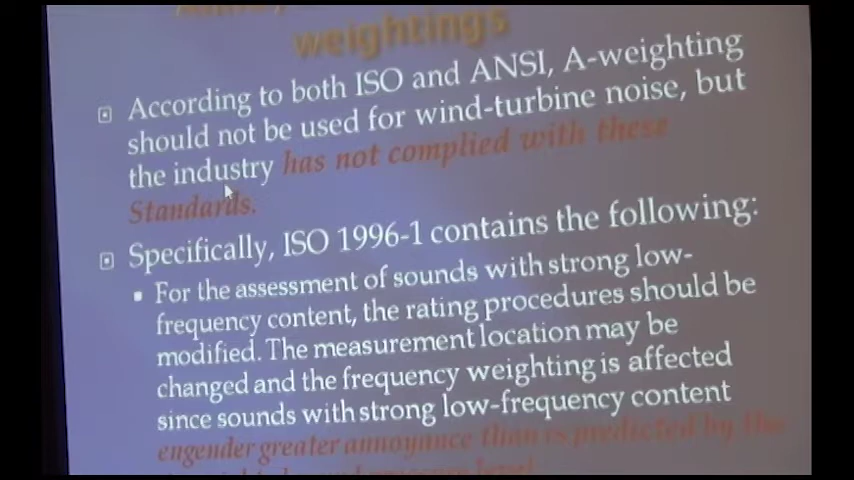 weightings
According to both ISO and ANSI, A-weighting
should not be used for wind-turbine noise, but
the industry has not complied with these
Standards.
Specifically, ISO 1996-1 contains the following:
For the assessment of sounds with strong low-
frequency content, the rating procedures should be
modified. The measurement location may be
changed and the frequency weighting is affected
since sounds with strong low-frequency content
engender greater annoyance than is predicted by the